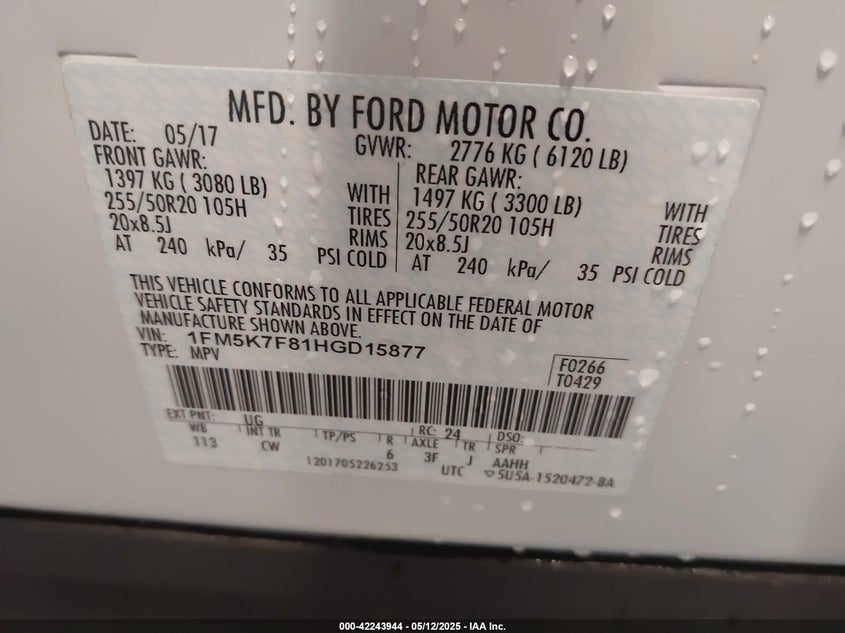 MFD. BY FORD MOTOR CO.
DATE: 05/17 GVWR: 2776 KG ( 6120 LB)
FRONT GAWR: REAR GAWR:
1397 KG ( 3080 LB) WITH 1497 KG ( 3300 LB) WITH
255/50R20 105H TIRES 255/50R20 105H TIRES
20x8.5J RIMS 20x8.5J RIMS
AT 240 kPa/ 35 PSI COLD AT 240 kPa/ 35 PSI COLD
THIS VEHICLE CONFORMS TO ALL APPLICABLE FEDERAL MOTOR
VEHICLE SAFETY STANDARDS IN EFFECT ON THE DATE OF
MANUFACTURE SHOWN ABOVE.
VIN: 1FM5K7F81HGD15877
TYPE: MPV
F0266
T0429
EXT PNT: UG RC: 24 DSO:
WB INT TR TP/PS R AXLE TR SPR
113 CW 6 3F J AAHH
1201705226253 UTC ▽5U5A-1520472-BA
000-42243944 - 05/12/2025 - IAA Inc.